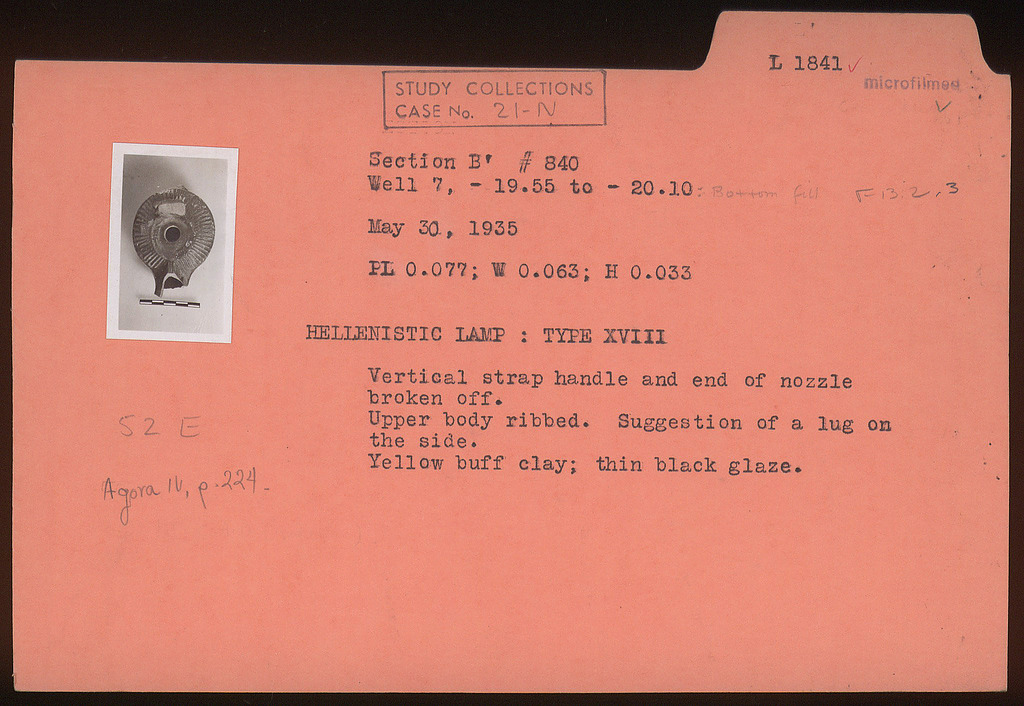 L 1841 ✓
microfilmed
✓
STUDY COLLECTIONS
CASE No. 21-N
Section B' # 840
Well 7, - 19.55 to - 20.10: Bottom fill F 13:2.3
May 30, 1935
PL 0.077; W 0.063; H 0.033
HELLENISTIC LAMP : TYPE XVIII
Vertical strap handle and end of nozzle
broken off.
Upper body ribbed. Suggestion of a lug on
the side.
Yellow buff clay; thin black glaze.
52 E
Agora IV, p. 224.